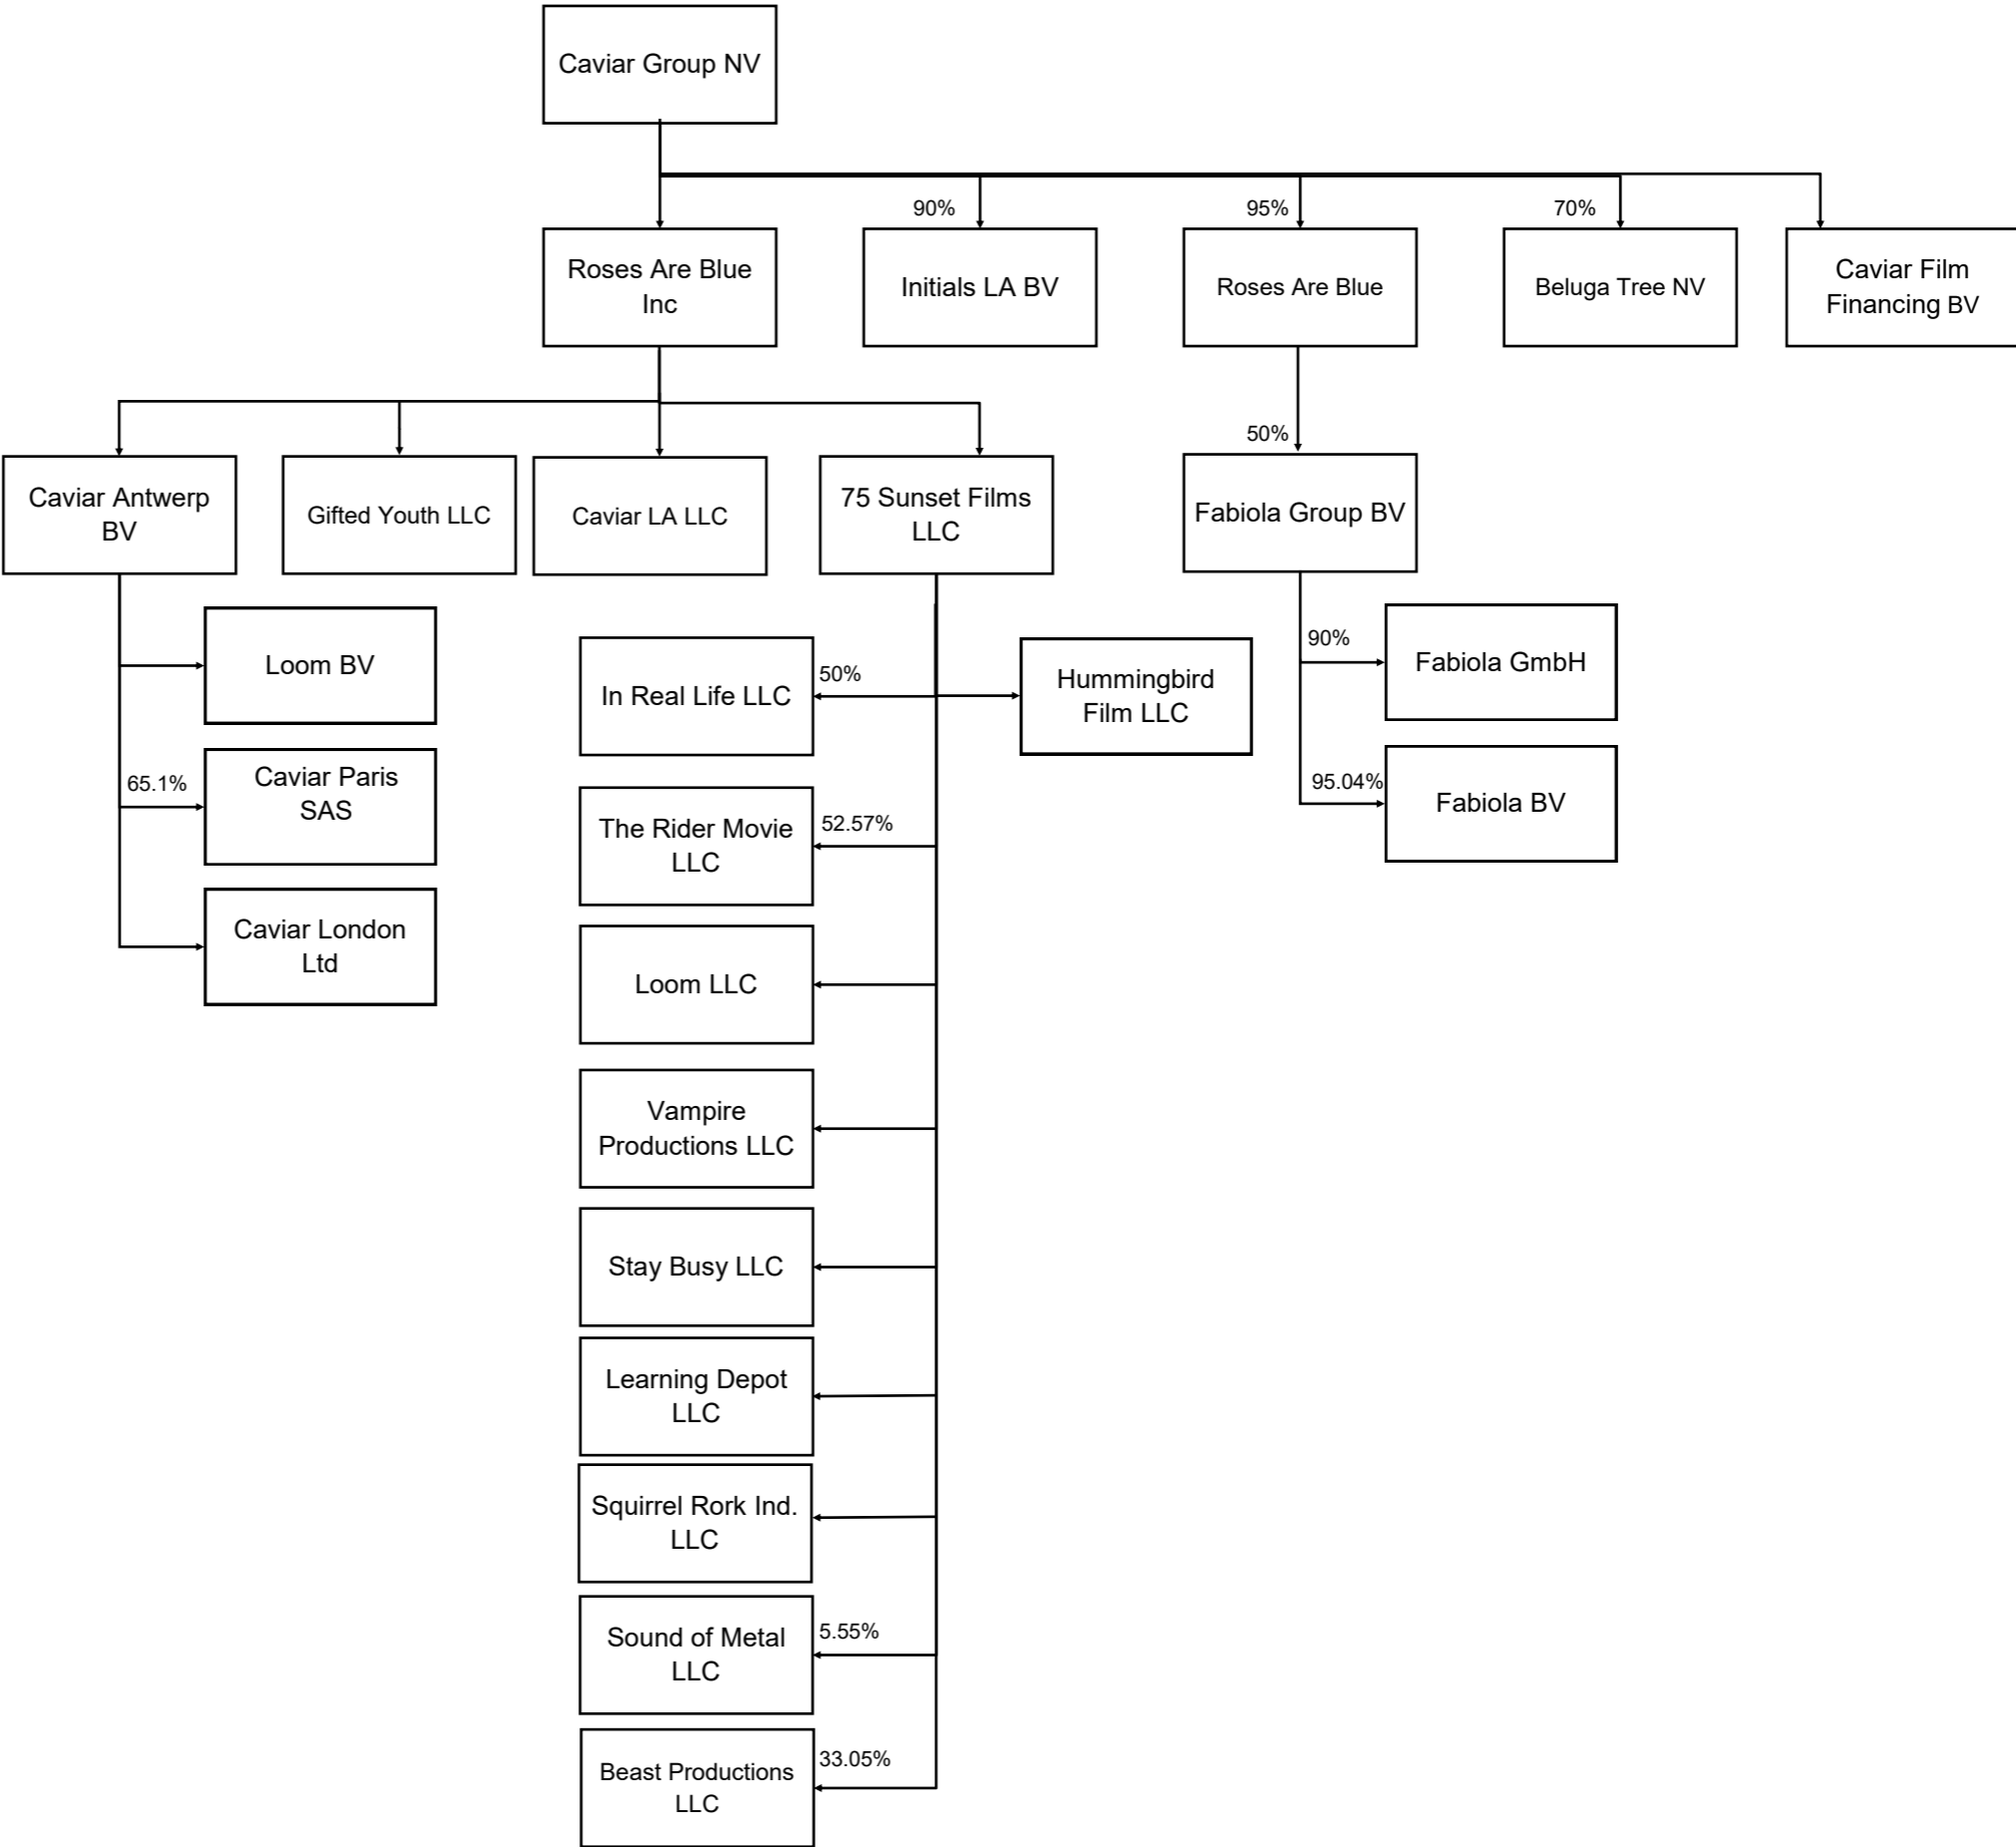 Caviar Group NV
90%
95%
70%
Roses Are Blue
Inc
Initials LA BV
Roses Are Blue
Beluga Tree NV
Caviar Film
Financing BV
50%
Caviar Antwerp
BV
Gifted Youth LLC
Caviar LA LLC
75 Sunset Films
LLC
Fabiola Group BV
Loom BV
65.1%
Caviar Paris
SAS
Caviar London
Ltd
In Real Life LLC
50%
Hummingbird
Film LLC
90%
Fabiola GmbH
95.04%
Fabiola BV
The Rider Movie
LLC
52.57%
Loom LLC
Vampire
Productions LLC
Stay Busy LLC
Learning Depot
LLC
Squirrel Rork Ind.
LLC
Sound of Metal
LLC
5.55%
Beast Productions
LLC
33.05%